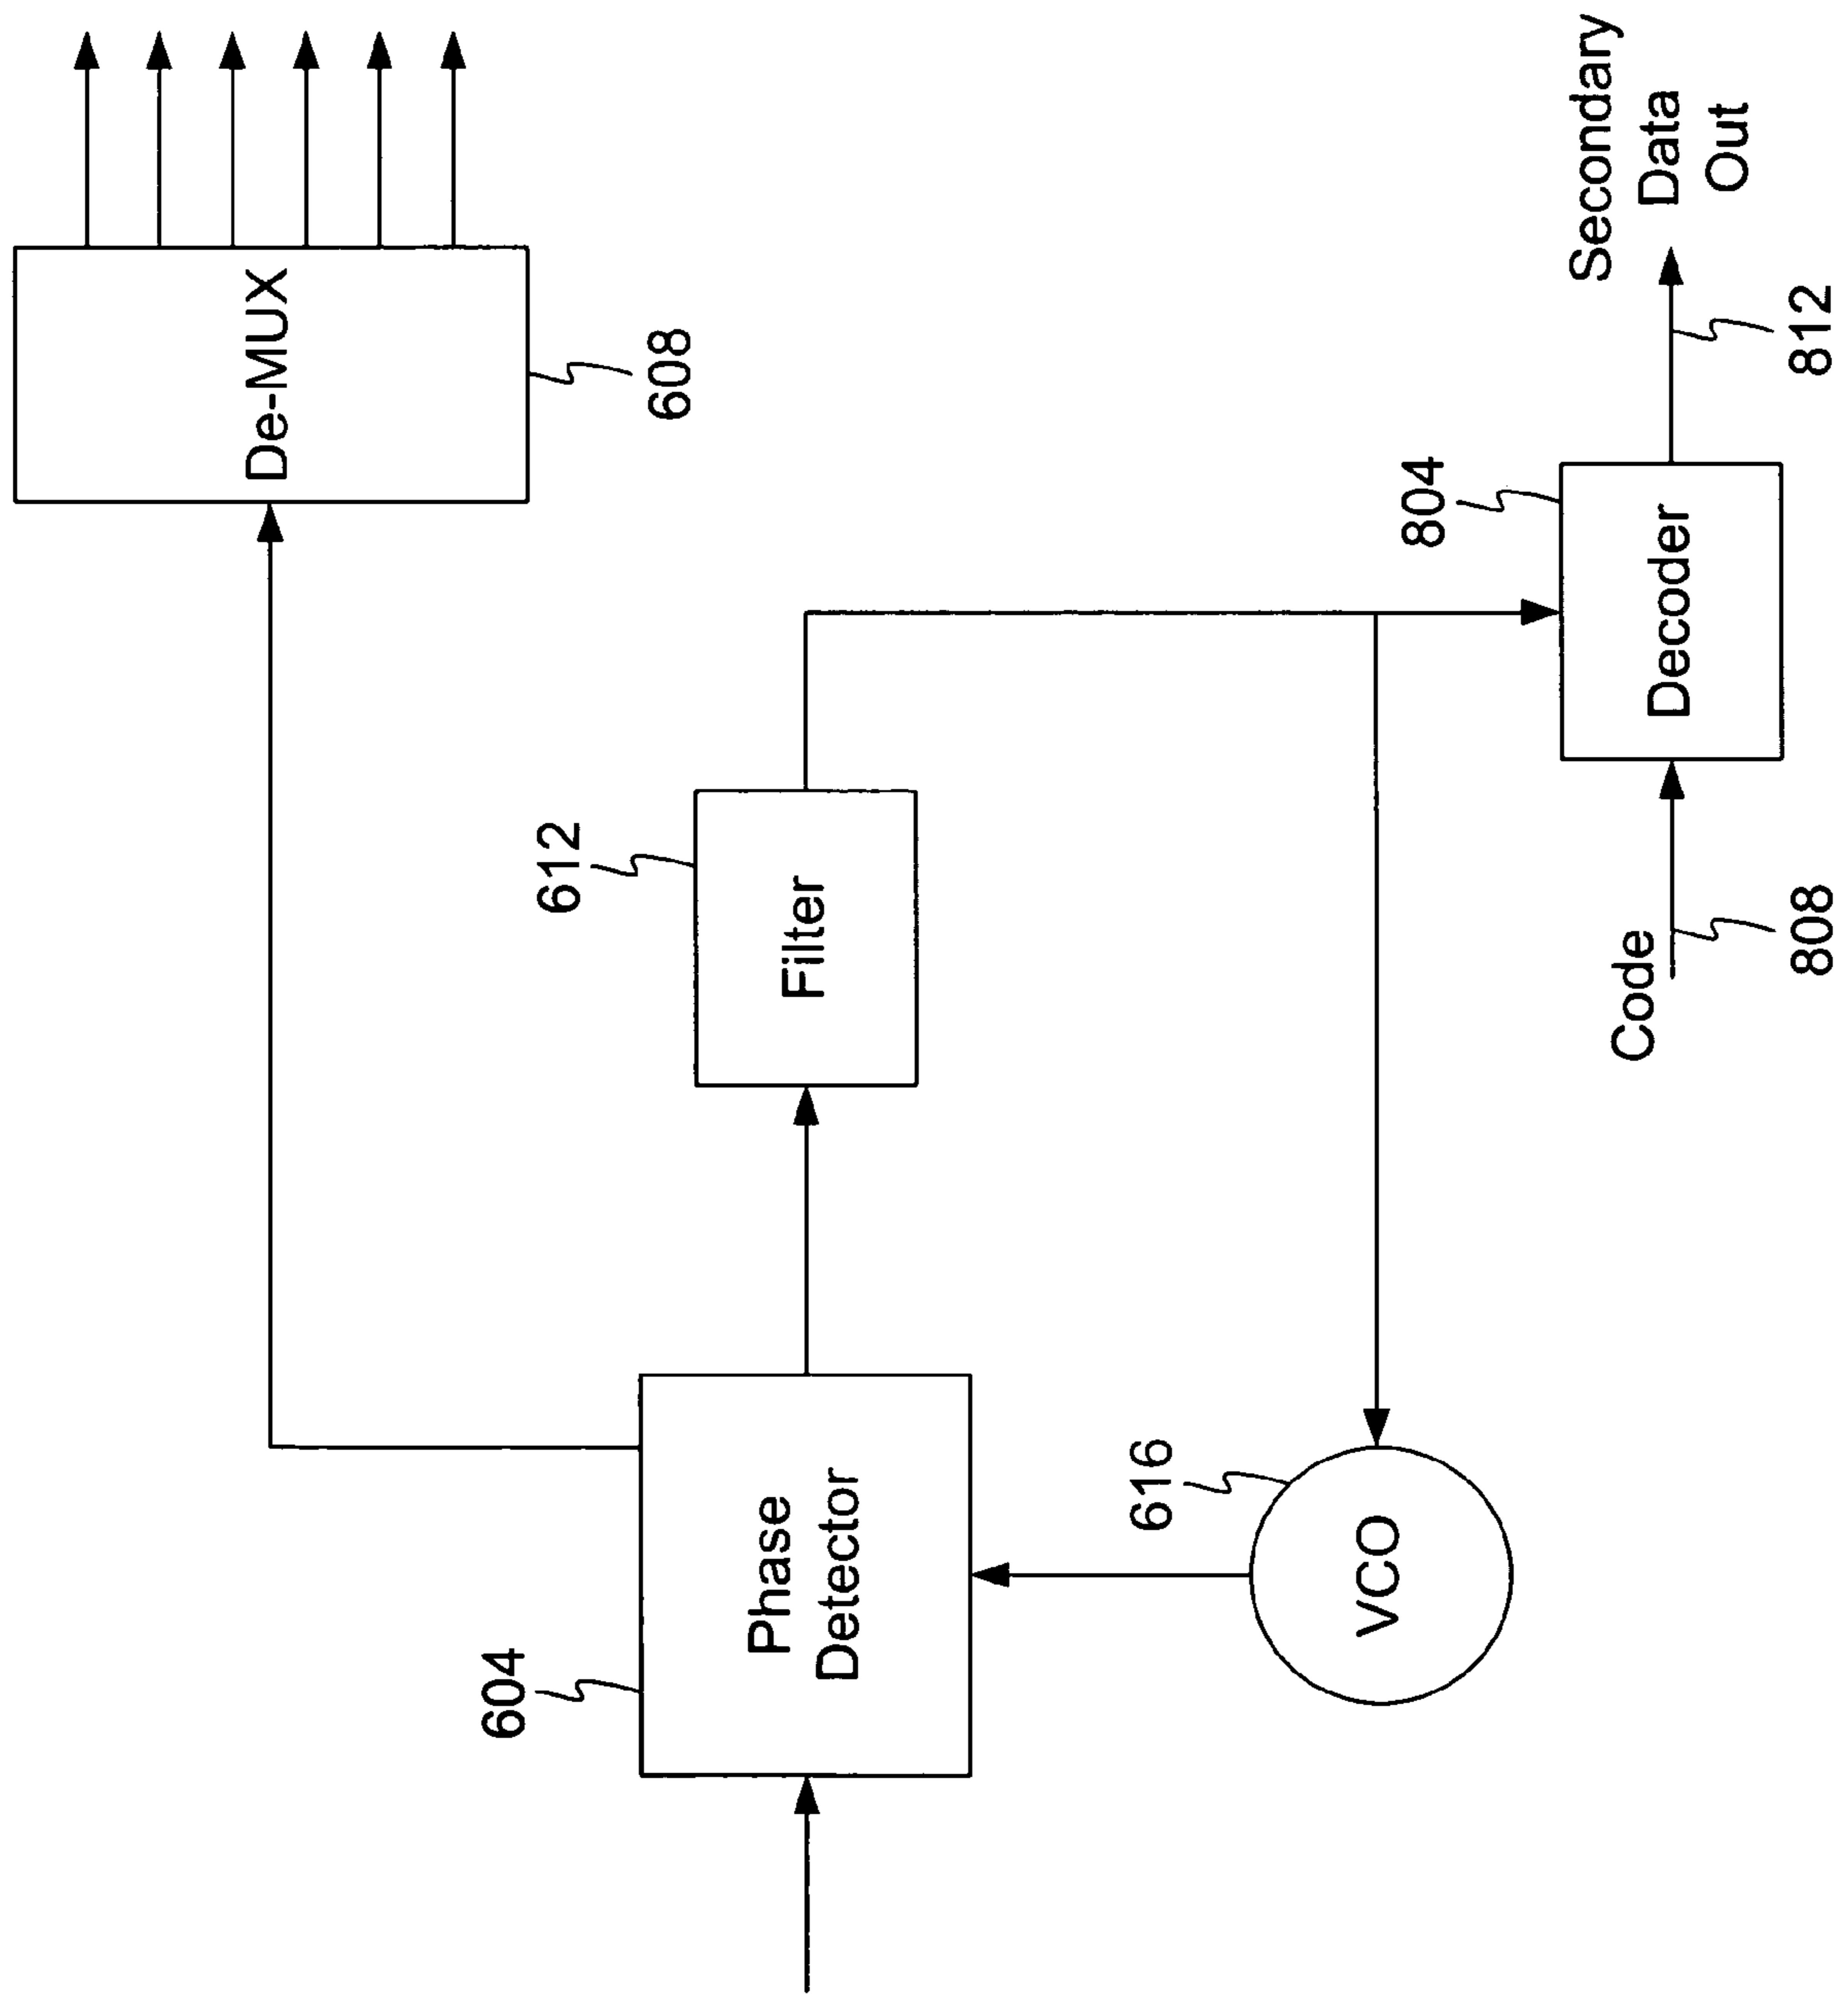 De-MUX
608
612
Filter
604
Phase
Detector
616
VCO
804
Decoder
Code
808
812
Secondary
Data
Out